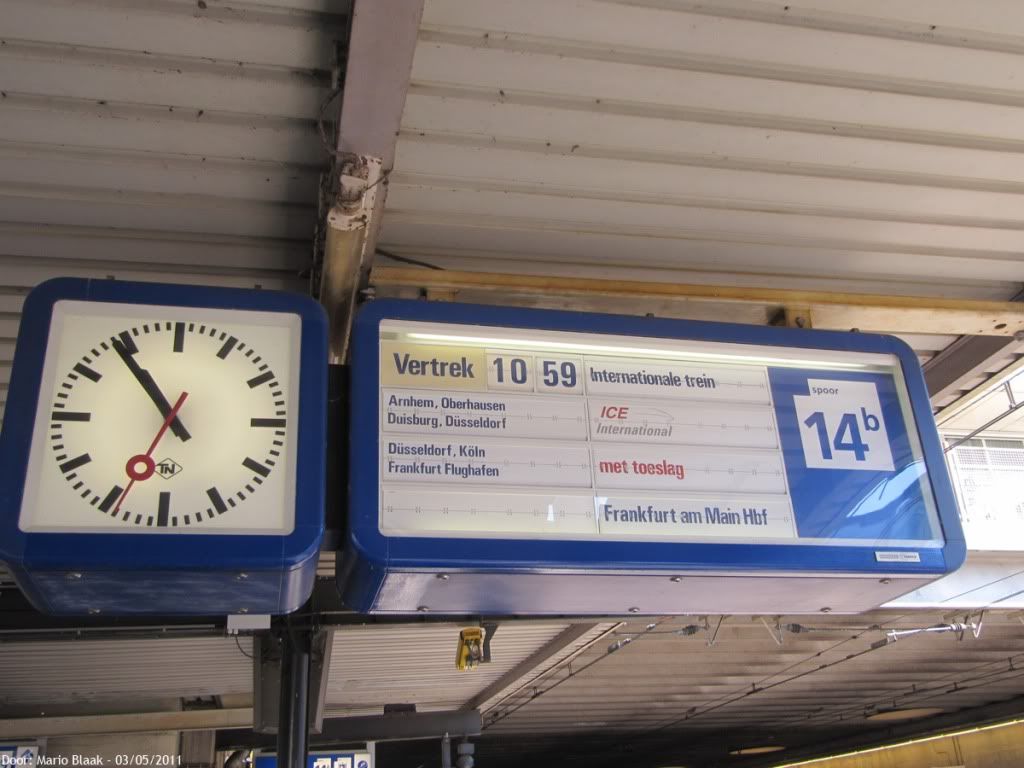 Vertrek 10 59 Internationale trein
spoor
14b
Arnhem, Oberhausen
Duisburg, Düsseldorf
ICE
International
Düsseldorf, Köln
Frankfurt Flughafen
met toeslag
Frankfurt am Main Hbf
TN
Door: Mario Blaak - 03/05/2011